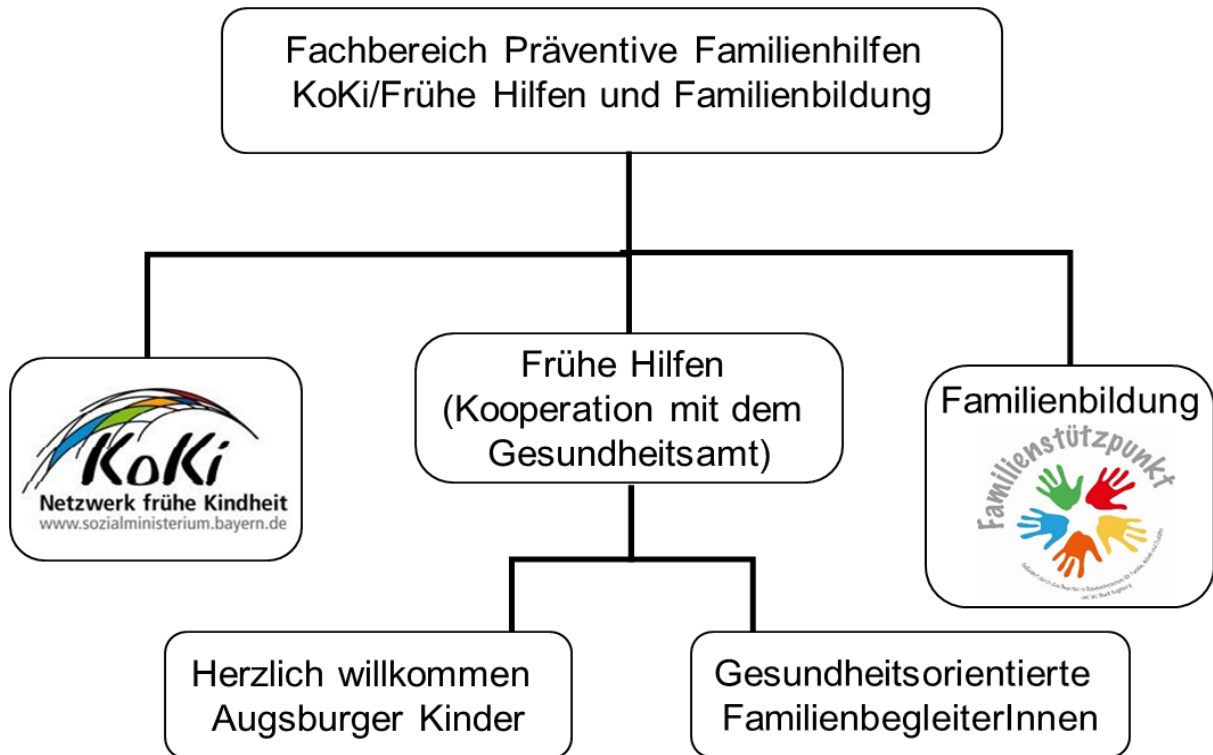 Fachbereich Präventive Familienhilfen
KoKi/Frühe Hilfen und Familienbildung
KoKi
Netzwerk frühe Kindheit
www.sozialministerium.bayern.de
Frühe Hilfen
(Kooperation mit dem
Gesundheitsamt)
Familienbildung
Familienstützpunkt
Herzlich willkommen
Augsburger Kinder
Gesundheitsorientierte
FamilienbegleiterInnen